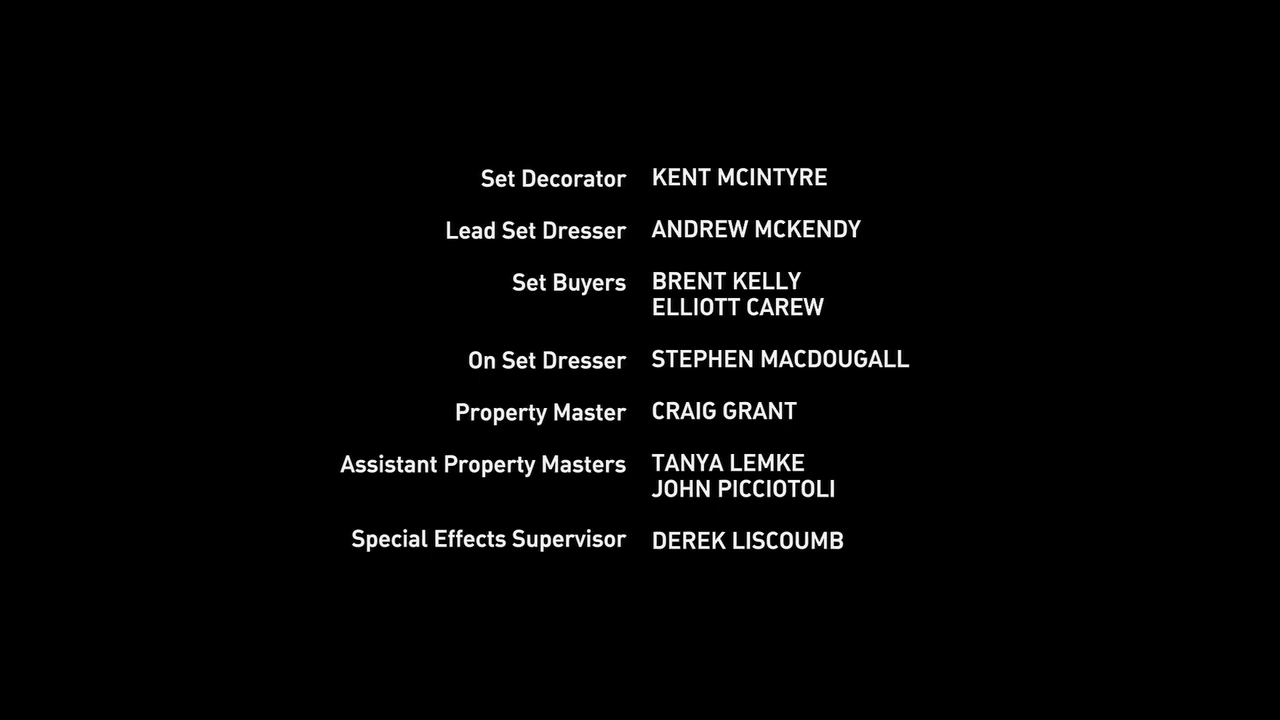 Set Decorator KENT MCINTYRE
Lead Set Dresser ANDREW MCKENDY
Set Buyers BRENT KELLY
ELLIOTT CAREW
On Set Dresser STEPHEN MACDOUGALL
Property Master CRAIG GRANT
Assistant Property Masters TANYA LEMKE
JOHN PICCIOTOLI
Special Effects Supervisor DEREK LISCOUMB